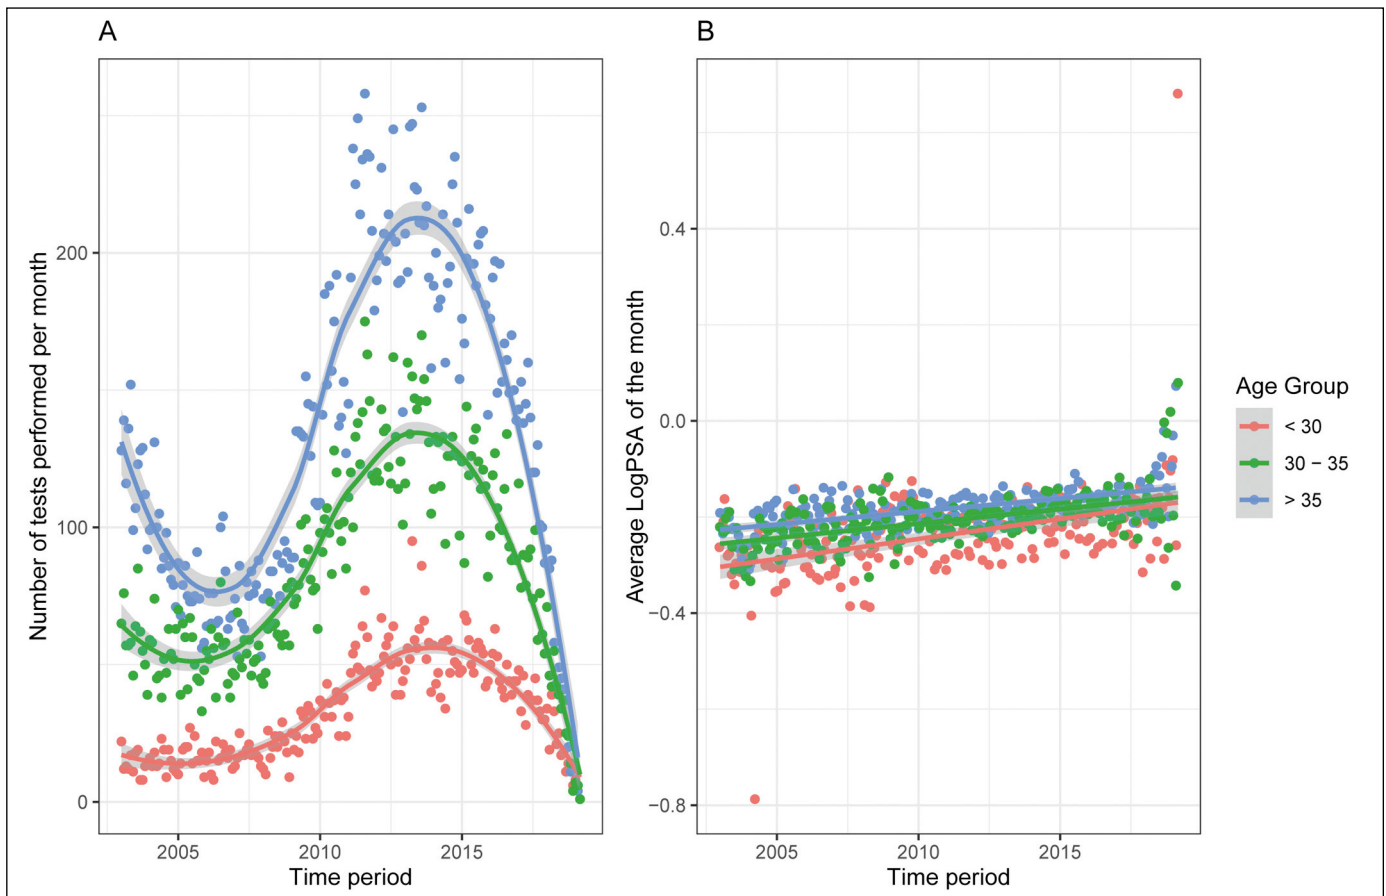 A
B
Number of tests performed per month
200
100
0
2005
2010
2015
Time period
Average LogPSA of the month
0.4
0.0
−0.4
−0.8
2005
2010
2015
Time period
Age Group
< 30
30 − 35
> 35